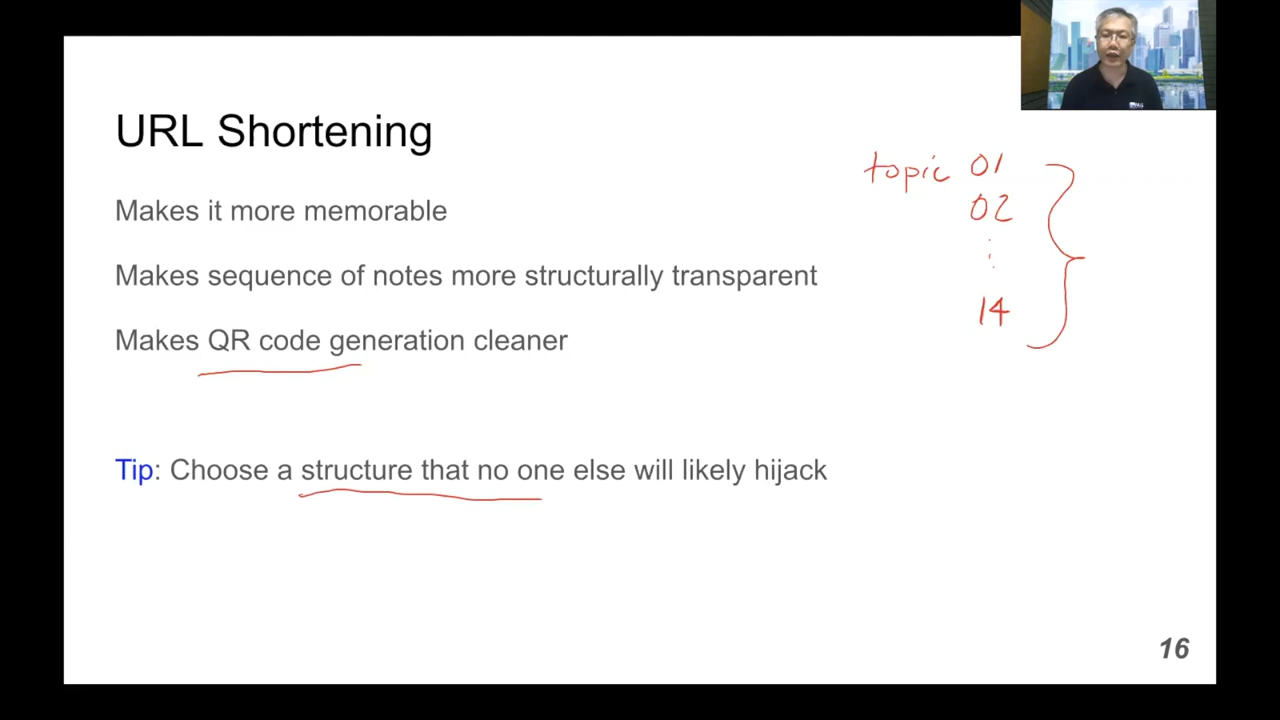 URL Shortening
topic 01
02
⋮
14
Makes it more memorable
Makes sequence of notes more structurally transparent
Makes QR code generation cleaner
Tip: Choose a structure that no one else will likely hijack
16